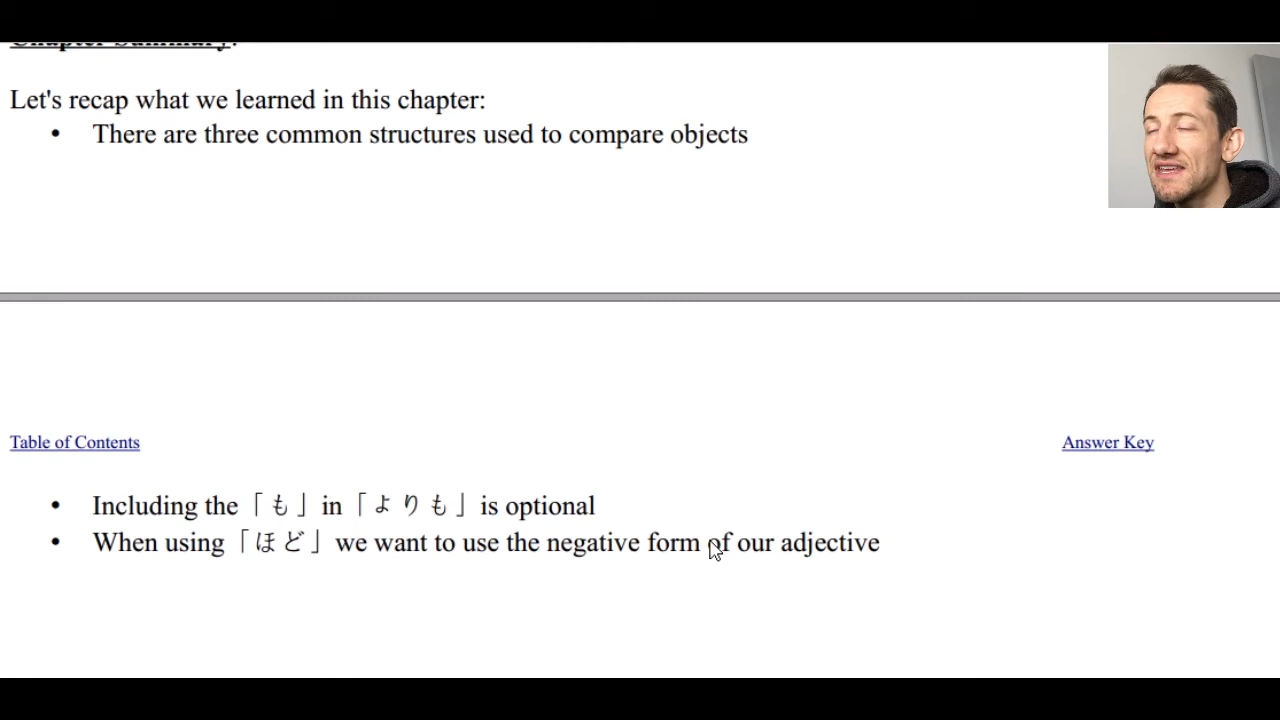 Chapter Summary:
Let's recap what we learned in this chapter:
• There are three common structures used to compare objects
Table of Contents
Answer Key
• Including the「も」in「よりも」is optional
• When using「ほど」we want to use the negative form of our adjective